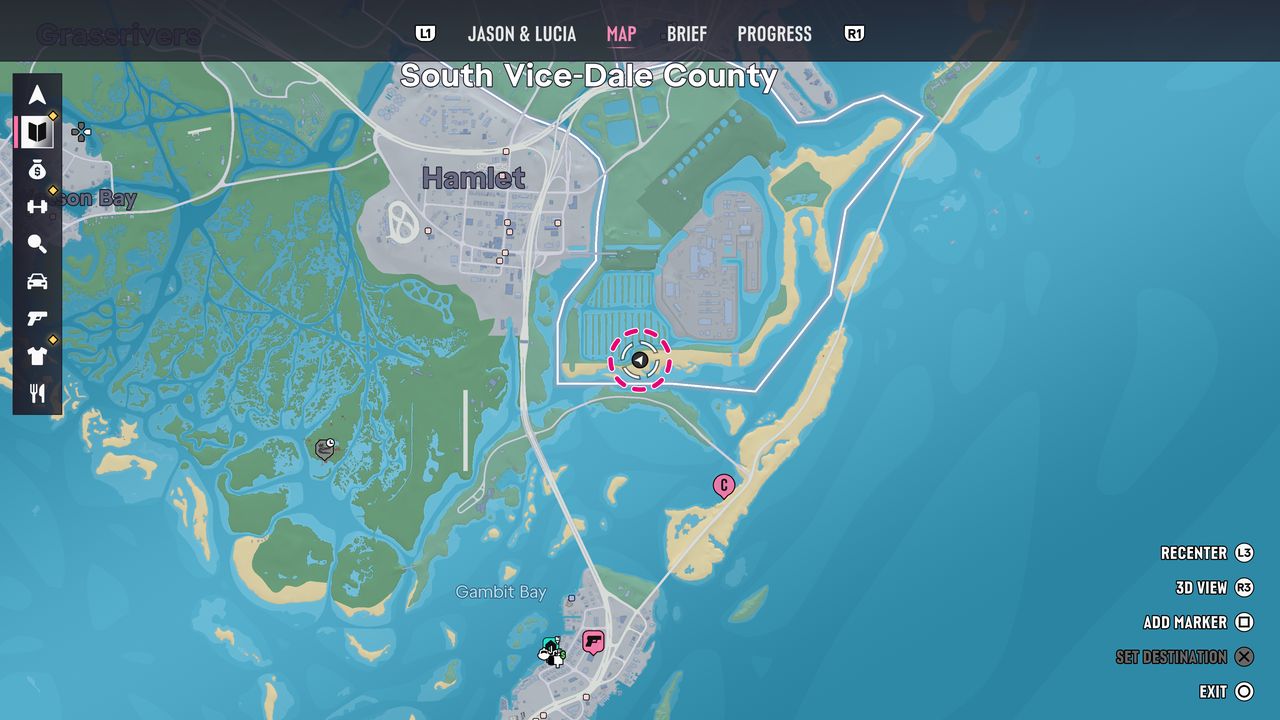 Grassrivers
L1 JASON & LUCIA MAP BRIEF PROGRESS R1
South Vice-Dale County
Hamlet
son Bay
C
Gambit Bay
RECENTER L3
3D VIEW R3
ADD MARKER
SET DESTINATION
EXIT